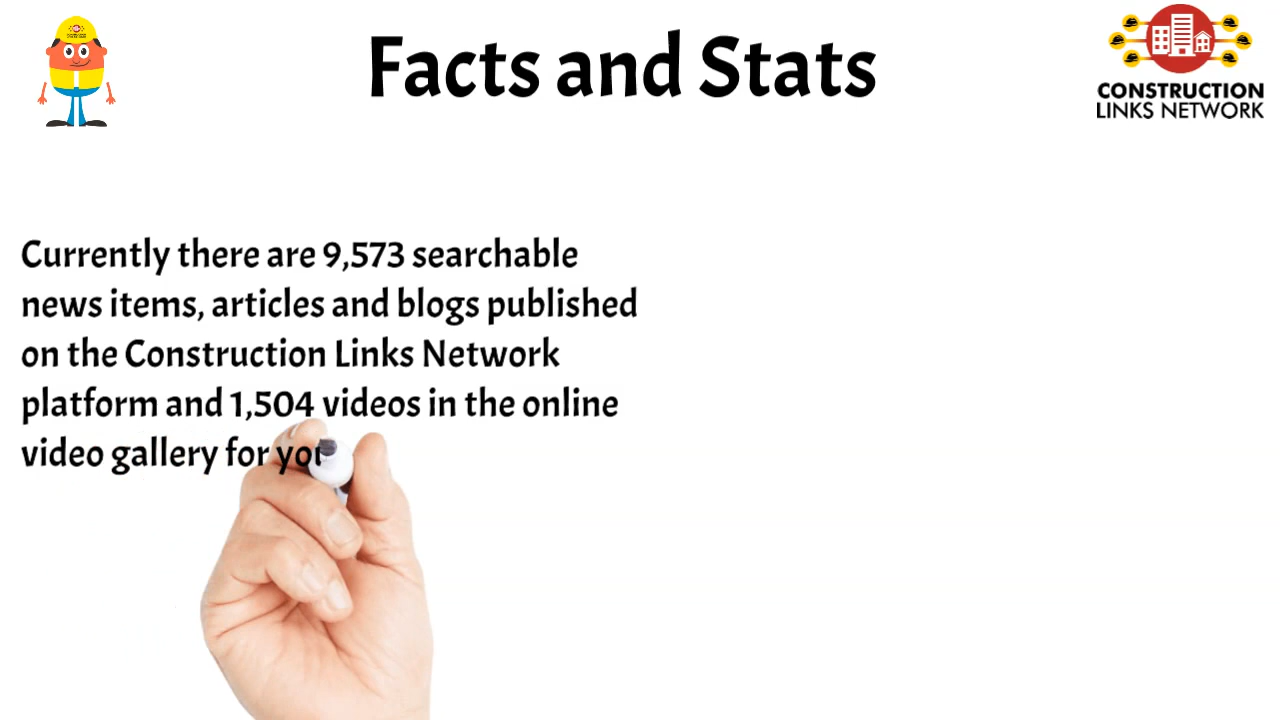 Facts and Stats
CONSTRUCTION
LINKS NETWORK
Currently there are 9,573 searchable
news items, articles and blogs published
on the Construction Links Network
platform and 1,504 videos in the online
video gallery for